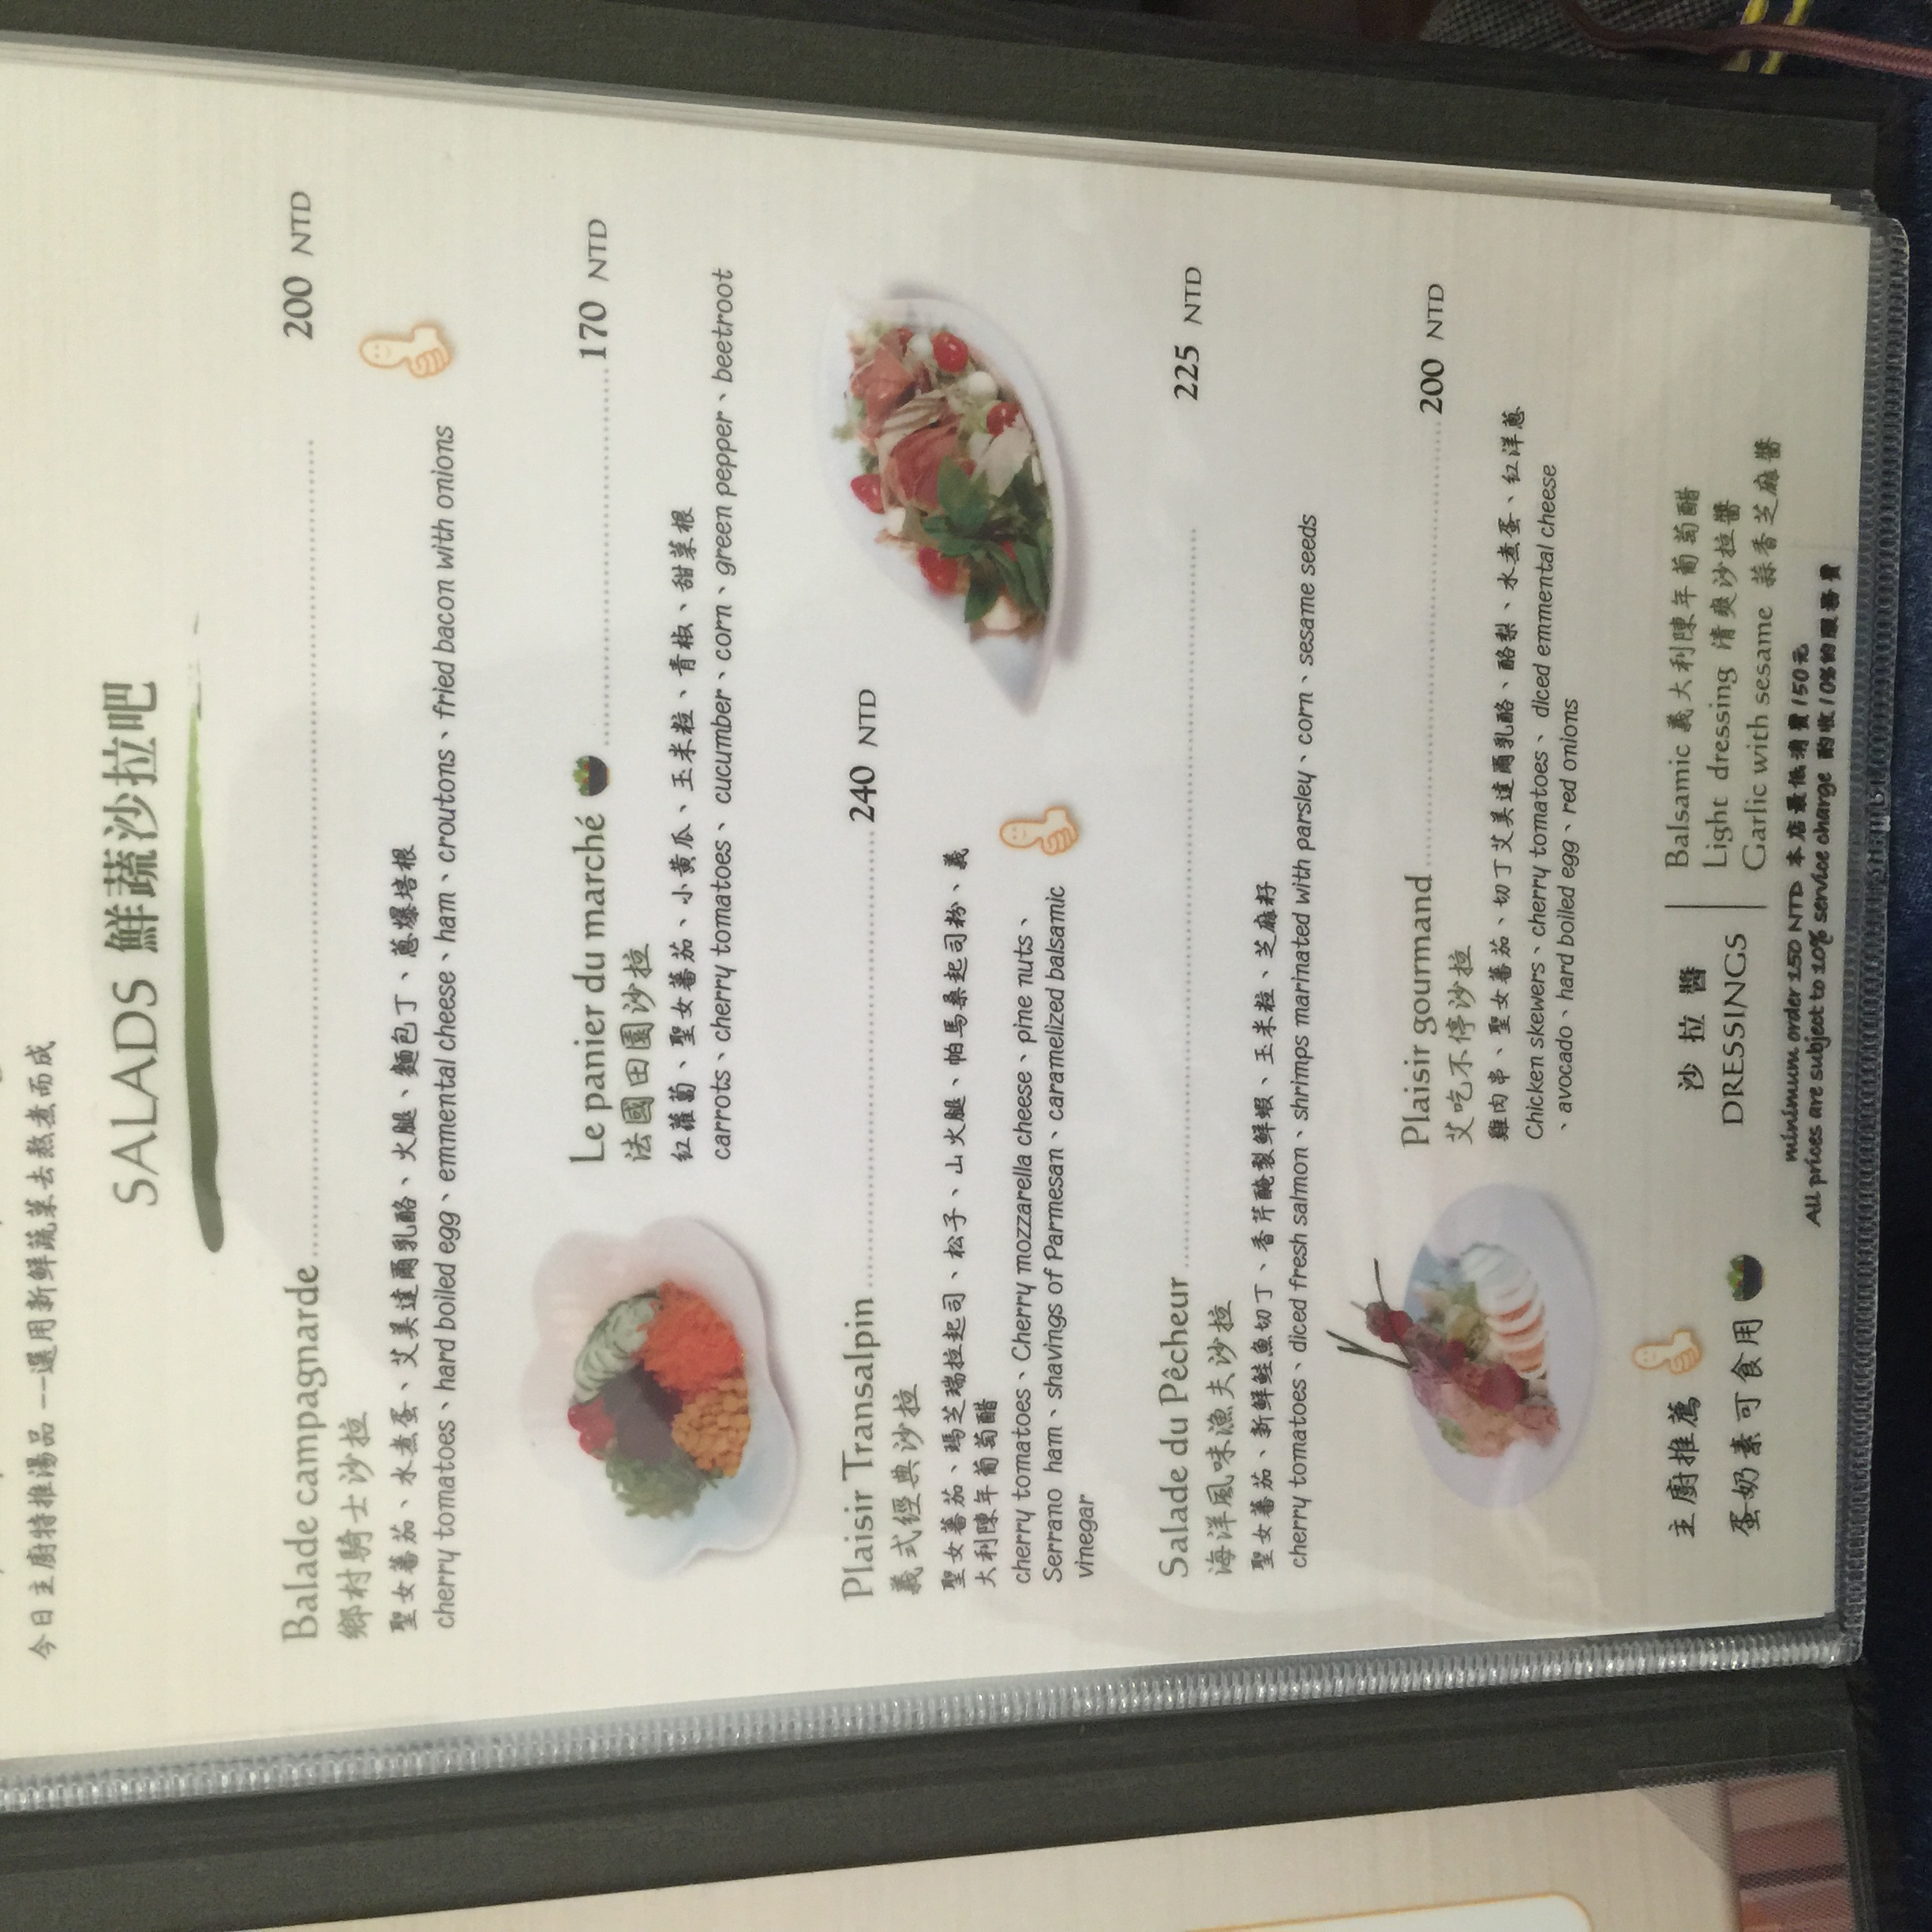 今日主廚特推湯品 --選用新鮮蔬菜去熬煮而成
SALADS 鮮蔬沙拉吧
Balade campagnarde 200 NTD
鄉村騎士沙拉
聖女蕃茄、水煮蛋、艾美達爾乳酪、火腿、麵包丁、蔥爆培根
cherry tomatoes、hard boiled egg、emmental cheese、ham、croutons、fried bacon with onions
Le panier du marché 170 NTD
法國田園沙拉
紅蘿蔔、聖女蕃茄、小黃瓜、玉米粒、青椒、甜菜根
carrots、cherry tomatoes、 cucumber、corn、green pepper、beetroot
Plaisir Transalpin 240 NTD
義式經典沙拉
聖女蕃茄、瑪芝瑞拉起司、松子、山火腿、帕馬桑起司粉、義
大利陳年葡萄醋
cherry tomatoes、Cherry mozzarella cheese、pine nuts、
Serrano ham、shavings of Parmesan、caramelized balsamic
vinegar
Salade du Pêcheur 225 NTD
海洋風味漁夫沙拉
聖女蕃茄、新鮮鮭魚切丁、香芹醃製鮮蝦、玉米粒、芝麻籽
cherry tomatoes、diced fresh salmon、shrimps marinated with parsley、corn、sesame seeds
Plaisir gourmand 200 NTD
艾吃不停沙拉
雞肉串、聖女蕃茄、切丁艾美達爾乳酪、酪梨、水煮蛋、紅洋蔥
Chicken skewers、cherry tomatoes、 diced emmental cheese
、avocado、hard boiled egg、red onions
主廚推薦
蛋奶素可食用
沙拉醬
DRESSINGS
Balsamic 義大利陳年葡萄醋
Light dressing 清爽沙拉醬
Garlic with sesame 蒜香芝麻醬
minimum order 150 NTD 本店最低消費150元
All prices are subject to 10% service charge 酌收10%的服務費